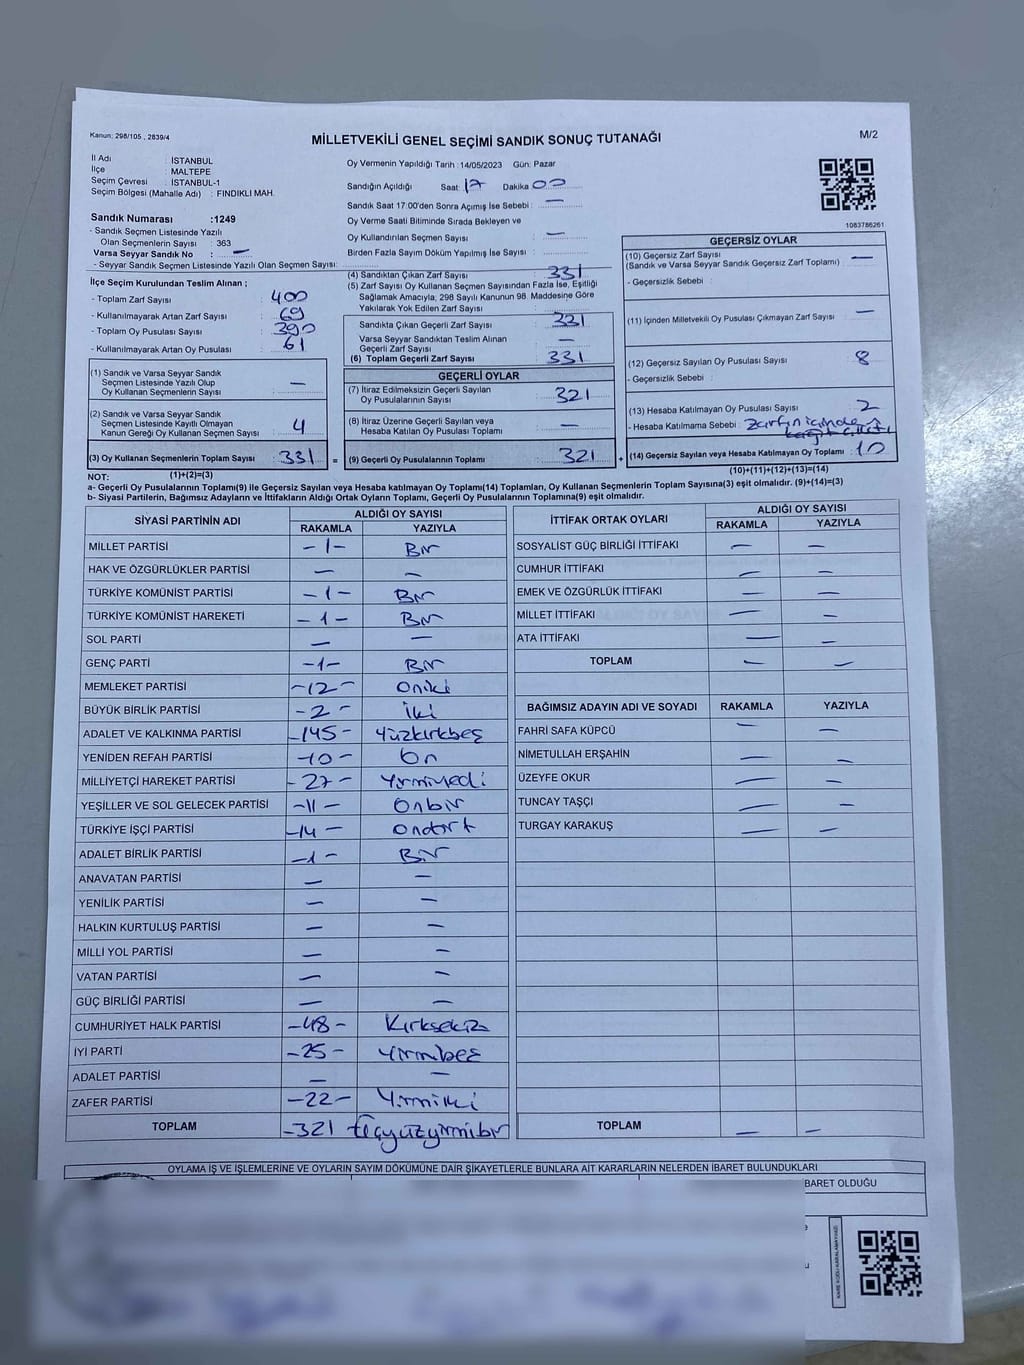 Kanun: 298/105 , 2839/4
MİLLETVEKİLİ GENEL SEÇİMİ SANDIK SONUÇ TUTANAĞI
M/2
İl Adı : İSTANBUL
İlçe : MALTEPE
Seçim Çevresi : İSTANBUL-1
Seçim Bölgesi (Mahalle Adı) : FINDIKLI MAH.
Sandık Numarası :1249
- Sandık Seçmen Listesinde Yazılı
Olan Seçmenlerin Sayısı : 363
Varsa Seyyar Sandık No : —
- Seyyar Sandık Seçmen Listesinde Yazılı Olan Seçmen Sayısı:
İlçe Seçim Kurulundan Teslim Alınan ;
- Toplam Zarf Sayısı : 400
- Kullanılmayarak Artan Zarf Sayısı : 69
- Toplam Oy Pusulası Sayısı : 390
- Kullanılmayarak Artan Oy Pusulası : 61
(1) Sandık ve Varsa Seyyar Sandık
Seçmen Listesinde Yazılı Olup
Oy Kullanan Seçmenlerin Sayısı : —
(2) Sandık ve Varsa Seyyar Sandık
Seçmen Listesinde Kayıtlı Olmayan
Kanun Gereği Oy Kullanan Seçmen Sayısı : 4
(3) Oy Kullanan Seçmenlerin Toplam Sayısı : 331
(1)+(2)=(3)
Oy Vermenin Yapıldığı Tarih :14/05/2023 Gün: Pazar
Sandığın Açıldığı Saat: 17 Dakika 00
Sandık Saat 17:00'den Sonra Açılmış İse Sebebi : —
Oy Verme Saati Bitiminde Sırada Bekleyen ve
Oy Kullandırılan Seçmen Sayısı : —
Birden Fazla Sayım Döküm Yapılmış İse Sayısı :
(4) Sandıktan Çıkan Zarf Sayısı : 331
(5) Zarf Sayısı Oy Kullanan Seçmen Sayısından Fazla İse, Eşitliği
Sağlamak Amacıyla, 298 Sayılı Kanunun 98. Maddesine Göre
Yakılarak Yok Edilen Zarf Sayısı :
Sandıkta Çıkan Geçerli Zarf Sayısı : 331
Varsa Seyyar Sandıktan Teslim Alınan
Geçerli Zarf Sayısı : —
(6) Toplam Geçerli Zarf Sayısı : 331
GEÇERLİ OYLAR
(7) İtiraz Edilmeksizin Geçerli Sayılan
Oy Pusulalarının Sayısı : 321
(8) İtiraz Üzerine Geçerli Sayılan veya
Hesaba Katılan Oy Pusulası Toplamı : —
= (9) Geçerli Oy Pusulalarının Toplamı : 321 +
1083786261
GEÇERSİZ OYLAR
(10) Geçersiz Zarf Sayısı
(Sandık ve Varsa Seyyar Sandık Geçersiz Zarf Toplamı) : —
- Geçersizlik Sebebi :
(11) İçinden Milletvekili Oy Pusulası Çıkmayan Zarf Sayısı : —
(12) Geçersiz Sayılan Oy Pusulası Sayısı : 8
- Geçersizlik Sebebi :
(13) Hesaba Katılmayan Oy Pusulası Sayısı : 2
- Hesaba Katılmama Sebebi : Zarfın içinde
(14) Geçersiz Sayılan veya Hesaba Katılmayan Oy Toplamı : 10
(10)+(11)+(12)+(13)=(14)
NOT:
a- Geçerli Oy Pusulalarının Toplamı(9) ile Geçersiz Sayılan veya Hesaba Katılmayan Oy Toplamı(14) Toplamları, Oy Kullanan Seçmenlerin Toplam Sayısına(3) eşit olmalıdır. (9)+(14)=(3)
b- Siyasi Partilerin, Bağımsız Adayların ve İttifakların Aldığı Ortak Oyların Toplamı, Geçerli Oy Pusulalarının Toplamına(9) eşit olmalıdır.
SİYASİ PARTİNİN ADI ALDIĞI OY SAYISI
RAKAMLA YAZIYLA
MİLLET PARTİSİ -1- Bir
HAK VE ÖZGÜRLÜKLER PARTİSİ — —
TÜRKİYE KOMÜNİST PARTİSİ -1- Bir
TÜRKİYE KOMÜNİST HAREKETİ -1- Bir
SOL PARTİ — —
GENÇ PARTİ -1- Bir
MEMLEKET PARTİSİ -12- Oniki
BÜYÜK BİRLİK PARTİSİ -2- İki
ADALET VE KALKINMA PARTİSİ -145- Yüzkırkbeş
YENİDEN REFAH PARTİSİ -10- On
MİLLİYETÇİ HAREKET PARTİSİ -27- Yirmiyedi
YEŞİLLER VE SOL GELECEK PARTİSİ -11- Onbir
TÜRKİYE İŞÇİ PARTİSİ -14- Ondört
ADALET BİRLİK PARTİSİ -1- Bir
ANAVATAN PARTİSİ — —
YENİLİK PARTİSİ — —
HALKIN KURTULUŞ PARTİSİ — —
MİLLİ YOL PARTİSİ — —
VATAN PARTİSİ — —
GÜÇ BİRLİĞİ PARTİSİ — —
CUMHURİYET HALK PARTİSİ -48- Kırksekiz
İYİ PARTİ -25- Yirmibeş
ADALET PARTİSİ — —
ZAFER PARTİSİ -22- Yirmiiki
TOPLAM -321 Üçyüzyirmibir
İTTİFAK ORTAK OYLARI ALDIĞI OY SAYISI
RAKAMLA YAZIYLA
SOSYALİST GÜÇ BİRLİĞİ İTTİFAKI — —
CUMHUR İTTİFAKI — —
EMEK VE ÖZGÜRLÜK İTTİFAKI — —
MİLLET İTTİFAKI — —
ATA İTTİFAKI — —
TOPLAM — —
BAĞIMSIZ ADAYIN ADI VE SOYADI RAKAMLA YAZIYLA
FAHRİ SAFA KÜPCÜ — —
NİMETULLAH ERŞAHİN — —
ÜZEYFE OKUR — —
TUNCAY TAŞÇI — —
TURGAY KARAKUŞ — —
TOPLAM — —
OYLAMA İŞ VE İŞLEMLERİNE VE OYLARIN SAYIM DÖKÜMÜNE DAİR ŞİKAYETLERLE BUNLARA AİT KARARLARIN NELERDEN İBARET BULUNDUKLARI
BARET OLDUĞU